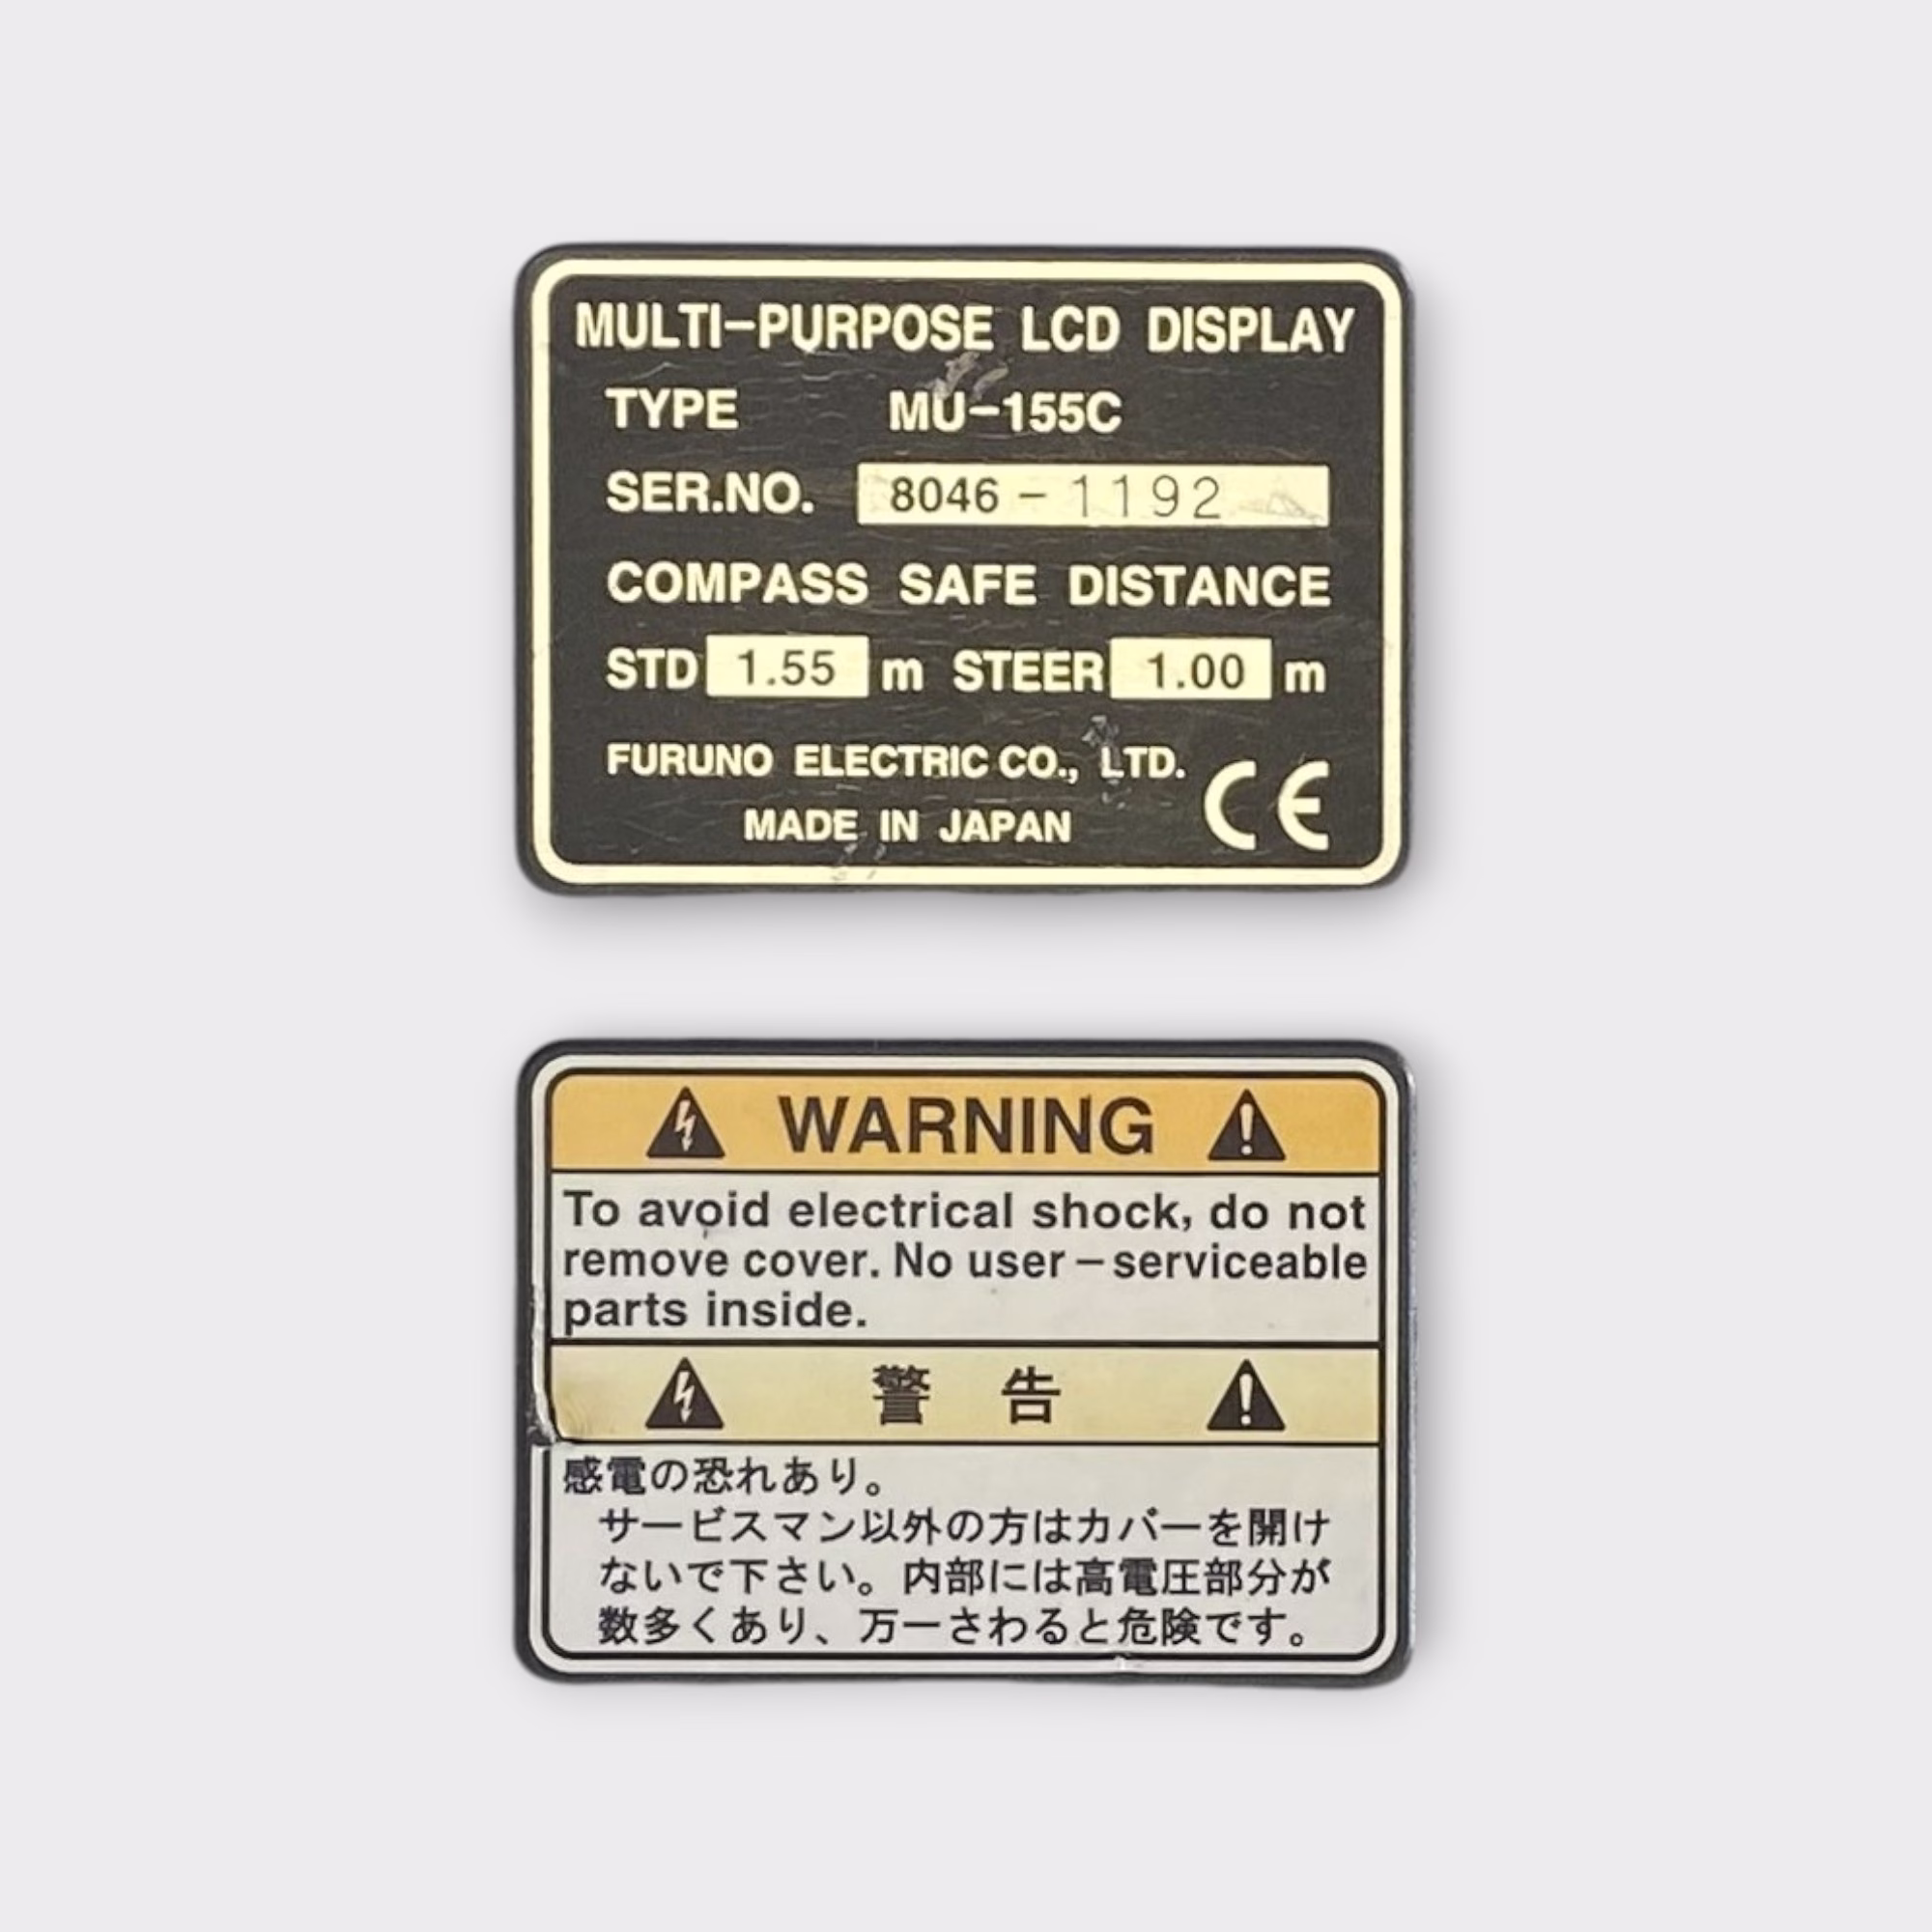 MULTI-PURPOSE LCD DISPLAY
TYPE MU-155C
SER.NO. 8046-1192
COMPASS SAFE DISTANCE
STD 1.55 m STEER 1.00 m
FURUNO ELECTRIC CO., LTD.
MADE IN JAPAN CE
WARNING
To avoid electrical shock, do not
remove cover. No user-serviceable
parts inside.
警 告
感電の恐れあり。
サービスマン以外の方はカバーを開け
ないで下さい。内部には高電圧部分が
数多くあり、万一さわると危険です。